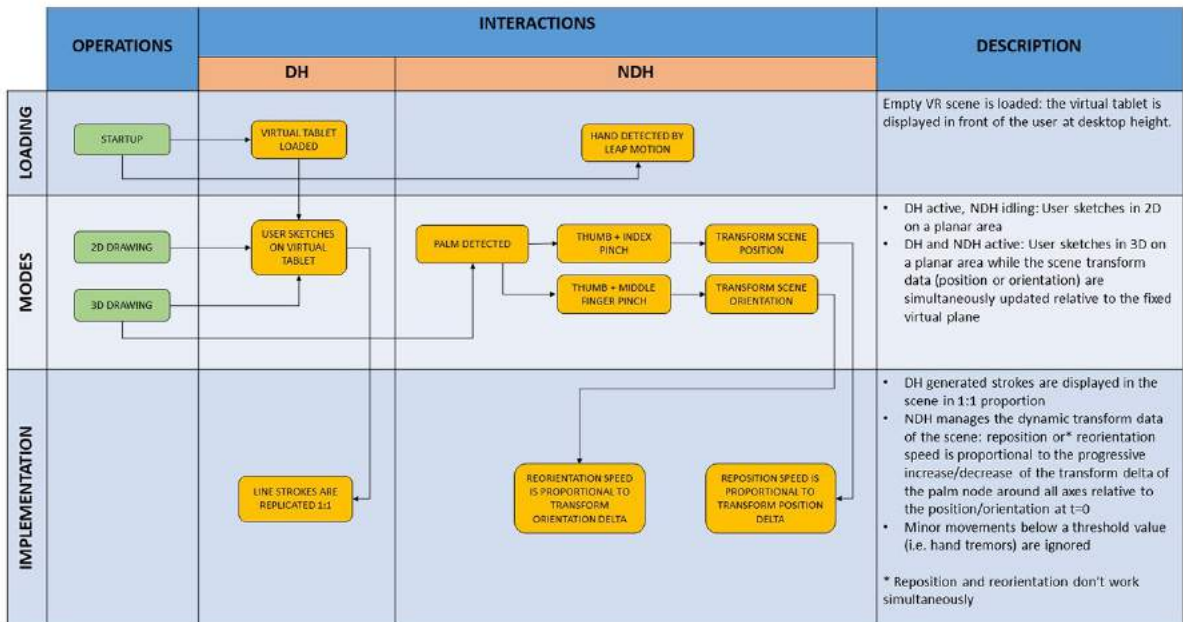 OPERATIONS
INTERACTIONS
DESCRIPTION
DH
NDH
LOADING
STARTUP
VIRTUAL TABLET
LOADED
HAND DETECTED BY
LEAP MOTION
Empty VR scene is loaded: the virtual tablet is
displayed in front of the user at desktop height.
MODES
2D DRAWING
3D DRAWING
USER SKETCHES
ON VIRTUAL
TABLET
PALM DETECTED
THUMB + INDEX
PINCH
TRANSFORM SCENE
POSITION
THUMB + MIDDLE
FINGER PINCH
TRANSFORM SCENE
ORIENTATION
• DH active, NDH idling: User sketches in 2D
on a planar area
• DH and NDH active: User sketches in 3D on
a planar area while the scene transform
data (position or orientation) are
simultaneously updated relative to the fixed
virtual plane
IMPLEMENTATION
LINE STROKES ARE
REPLICATED 1:1
REORIENTATION SPEED
IS PROPORTIONAL TO
TRANSFORM
ORIENTATION DELTA
REPOSITION SPEED IS
PROPORTIONAL TO
TRANSFORM POSITION
DELTA
• DH generated strokes are displayed in the
scene in 1:1 proportion
• NDH manages the dynamic transform data
of the scene: reposition or* reorientation
speed is proportional to the progressive
increase/decrease of the transform delta of
the palm node around all axes relative to
the position/orientation at t=0
• Minor movements below a threshold value
(i.e. hand tremors) are ignored
* Reposition and reorientation don't work
simultaneously